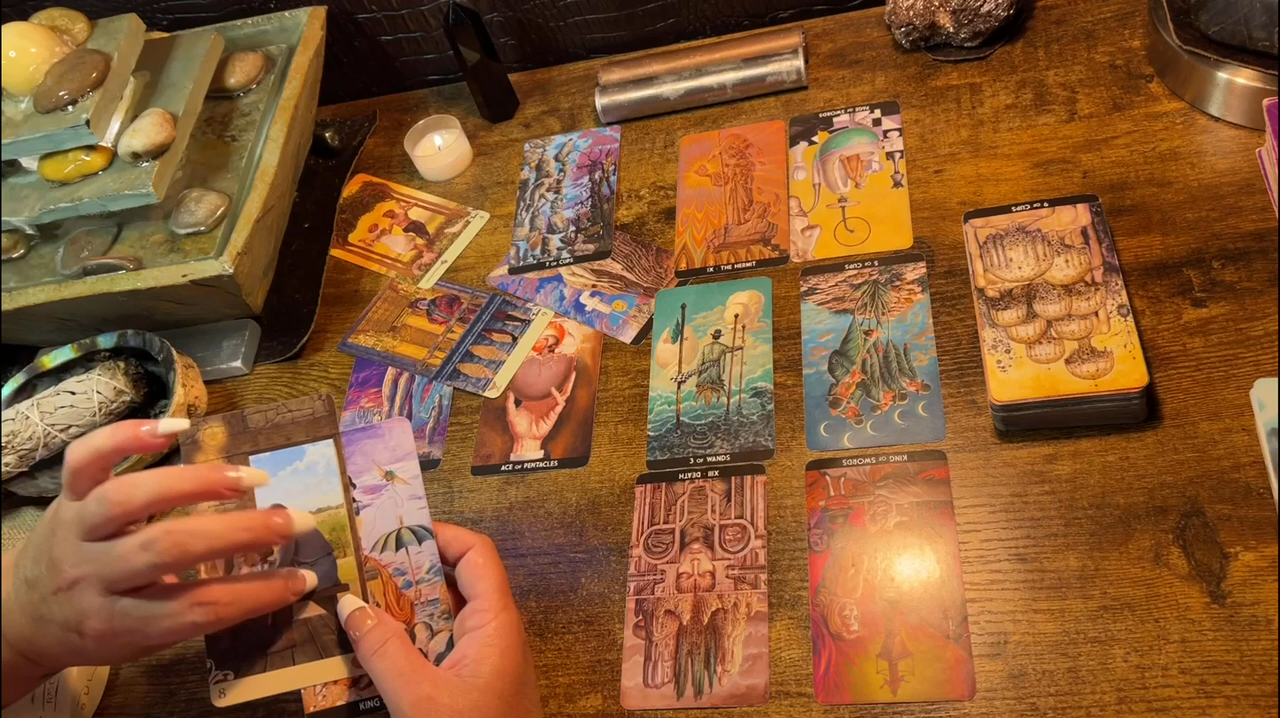 PAGE OF SWORDS
7 OF CUPS
IX · THE HERMIT
9 OF CUPS
5 OF CUPS
3 OF WANDS
ACE OF PENTACLES
XIII · DEATH
KING OF SWORDS
8
KING